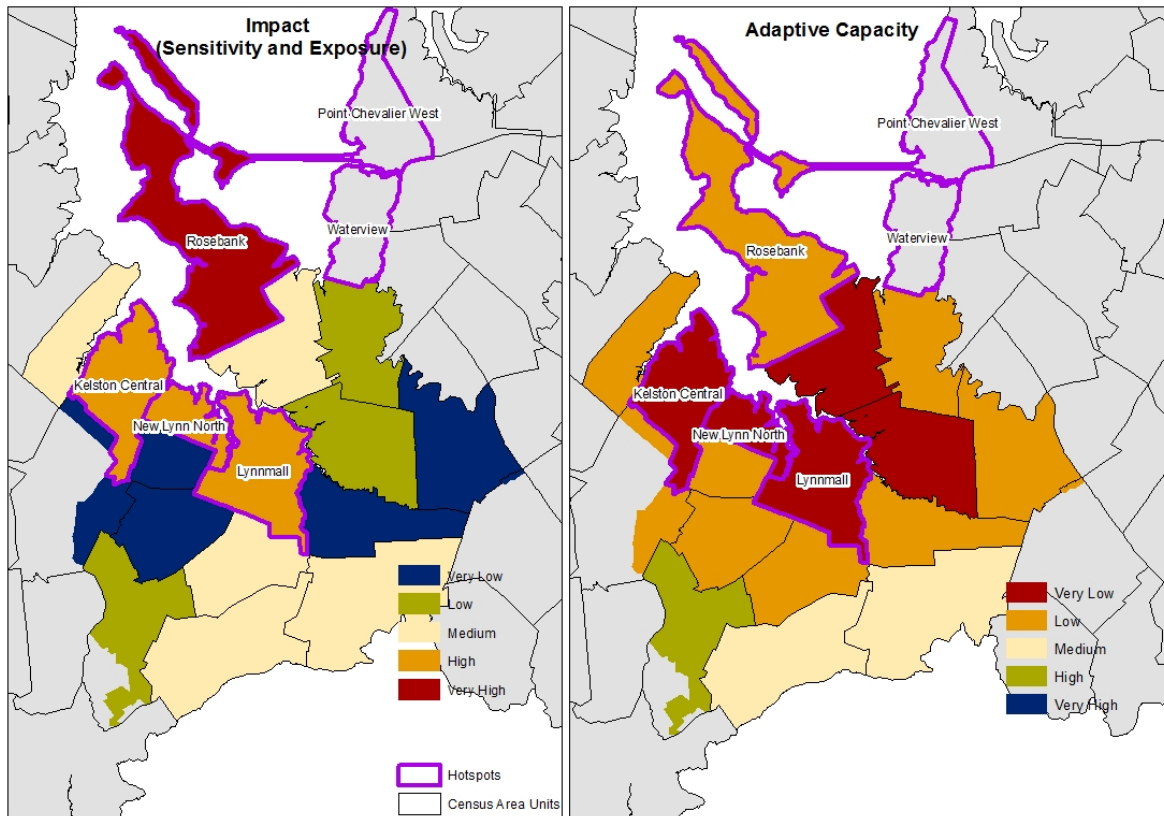 Impact
(Sensitivity and Exposure)
Point Chevalier West
Rosebank
Waterview
Kelston Central
New Lynn North
Lynnmall
Very Low
Low
Medium
High
Very High
Hotspots
Census Area Units
Adaptive Capacity
Point Chevalier West
Waterview
Rosebank
Kelston Central
New Lynn North
Lynnmall
Very Low
Low
Medium
High
Very High